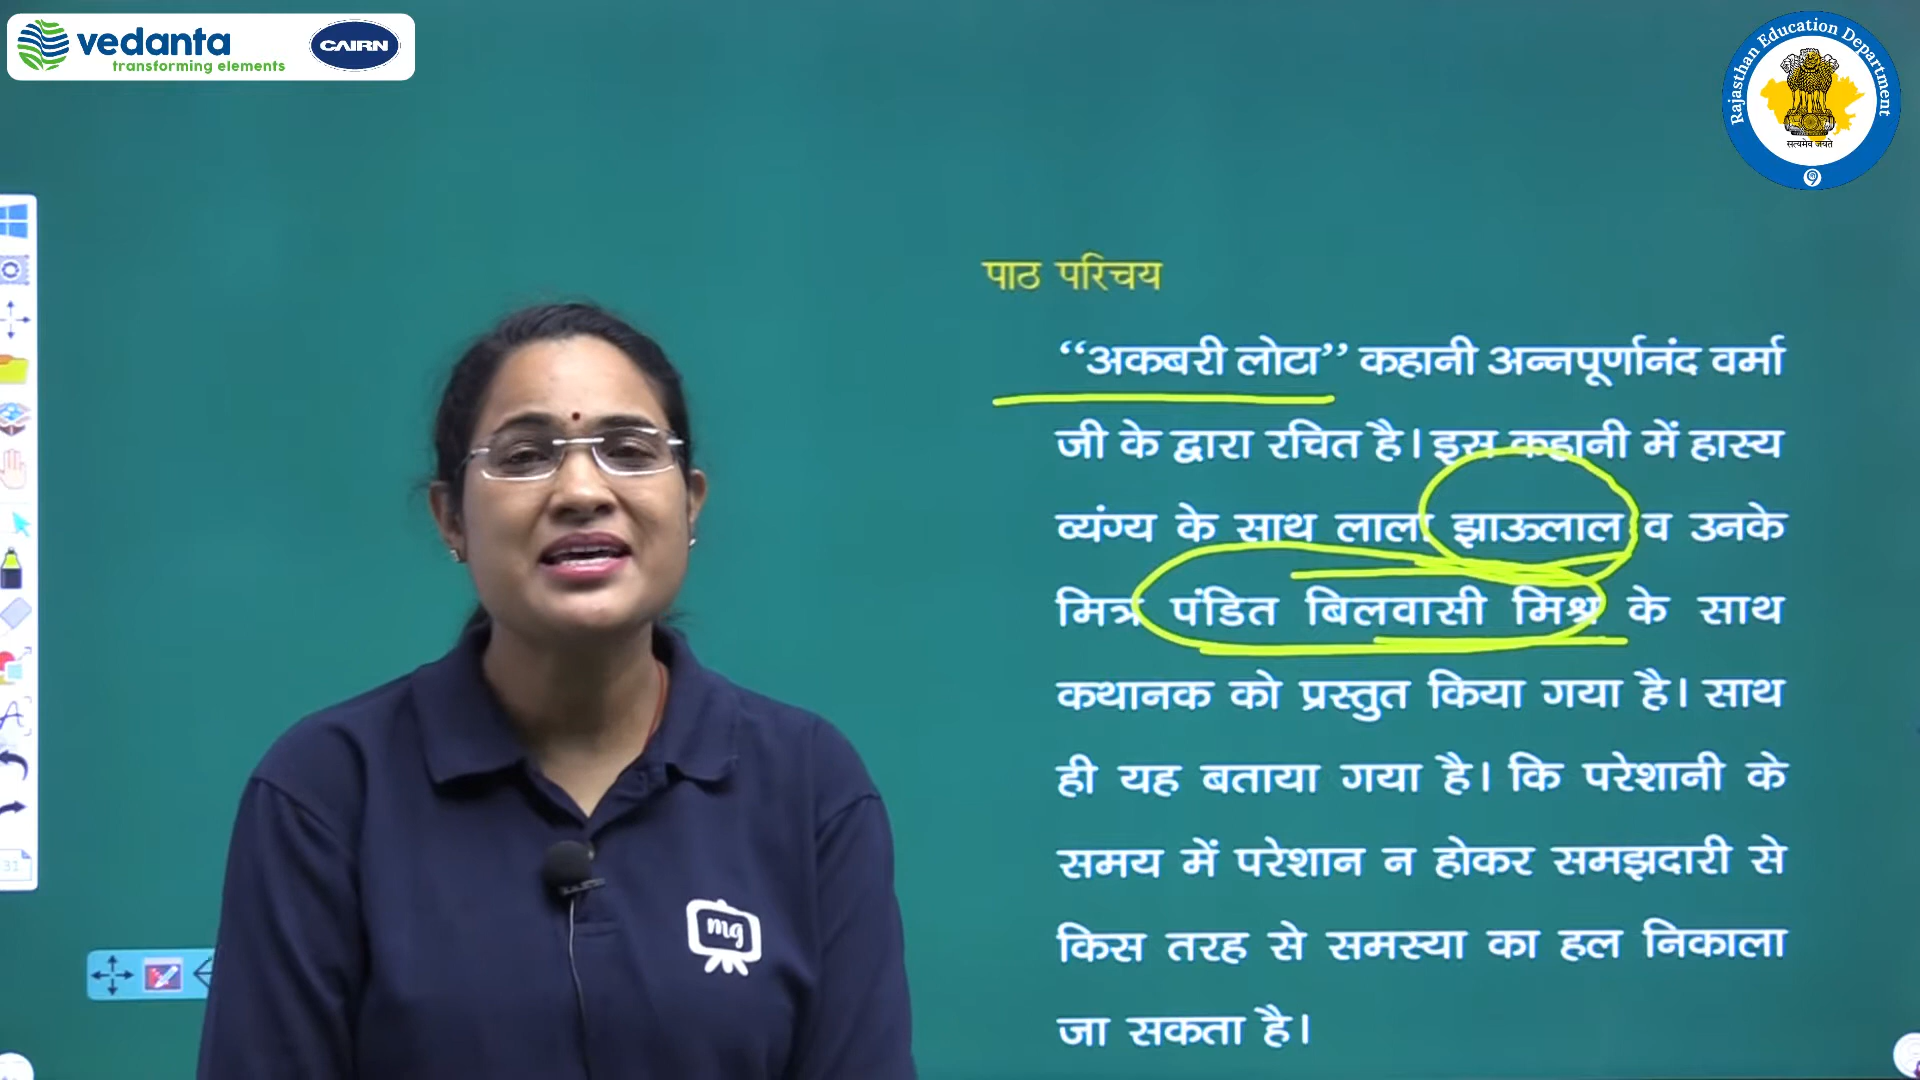 vedanta
transforming elements
CAIRN
Rajasthan Education Department
सत्यमेव जयते
पाठ परिचय
“अकबरी लोटा” कहानी अन्नपूर्णानंद वर्मा
जी के द्वारा रचित है। इस कहानी में हास्य
व्यंग्य के साथ लाला झाऊलाल व उनके
मित्र पंडित बिलवासी मिश्र के साथ
कथानक को प्रस्तुत किया गया है। साथ
ही यह बताया गया है। कि परेशानी के
समय में परेशान न होकर समझदारी से
किस तरह से समस्या का हल निकाला
जा सकता है।
mg
31